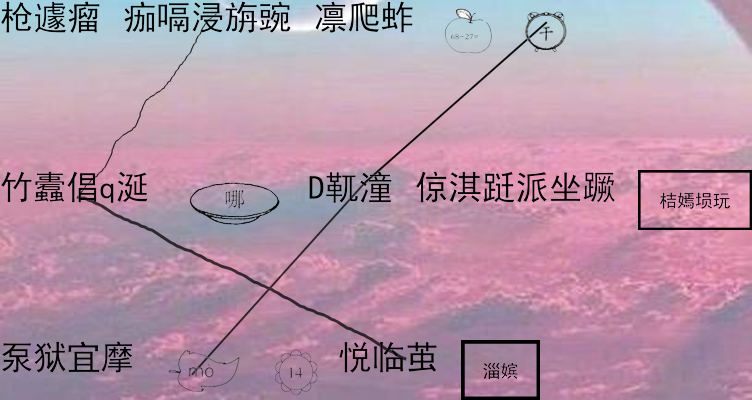 枪遽瘤 痂嗝浸旃豌 凛爬蚱 68-27= 千
竹蠹倡q涎 哪 D靰潼 倞淇跹派坐蹶 桔嫣埙玩
泵狱宜摩 mo 14 悦临茧 淄嫔